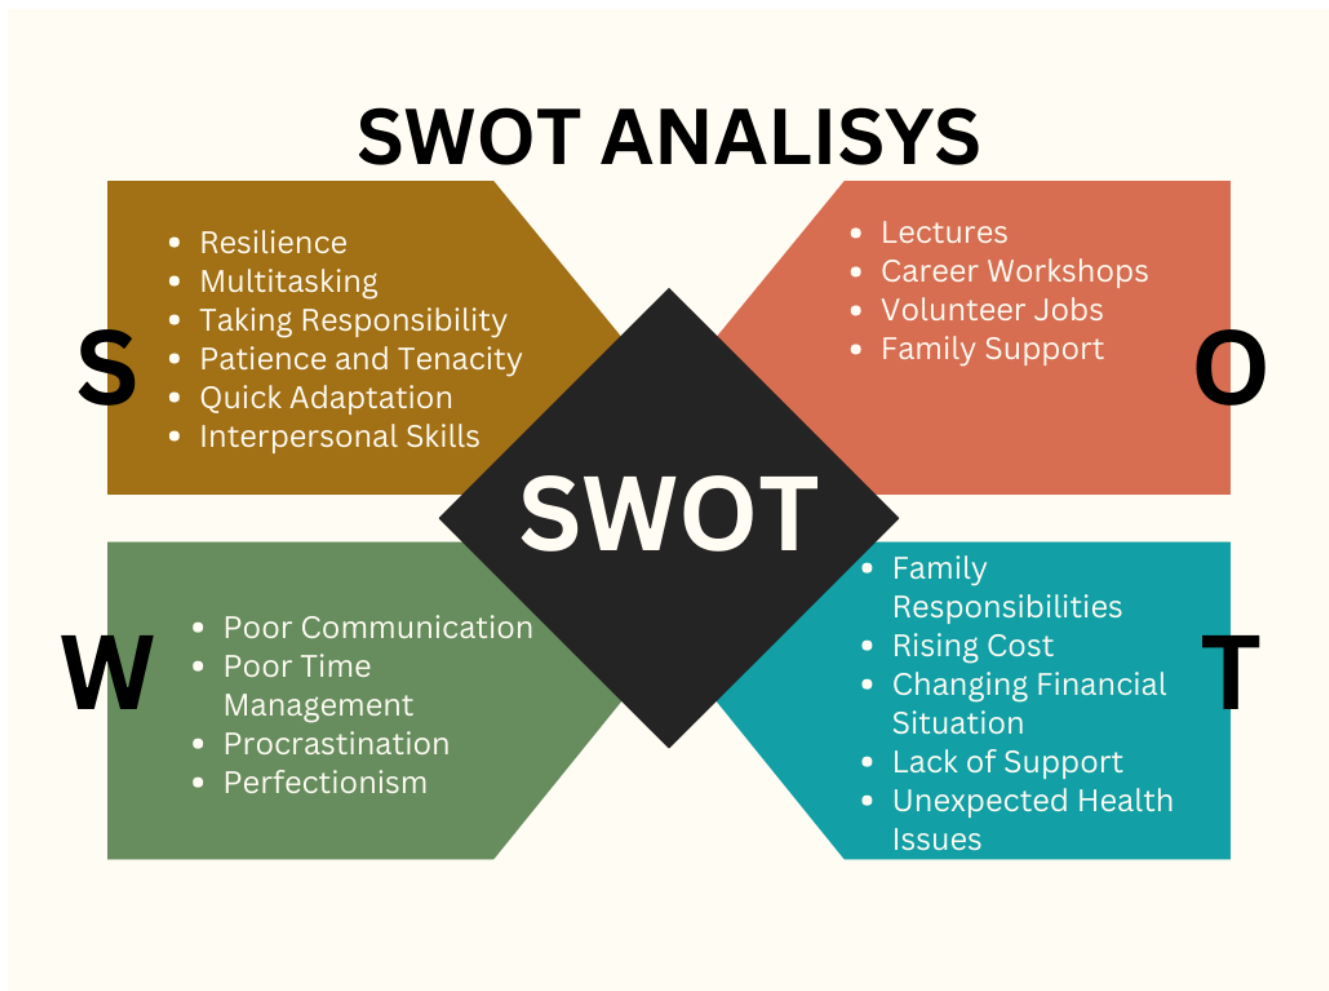 SWOT ANALISYS
S
• Resilience
• Multitasking
• Taking Responsibility
• Patience and Tenacity
• Quick Adaptation
• Interpersonal Skills
O
• Lectures
• Career Workshops
• Volunteer Jobs
• Family Support
SWOT
W
• Poor Communication
• Poor Time
Management
• Procrastination
• Perfectionism
T
• Family
Responsibilities
• Rising Cost
• Changing Financial
Situation
• Lack of Support
• Unexpected Health
Issues